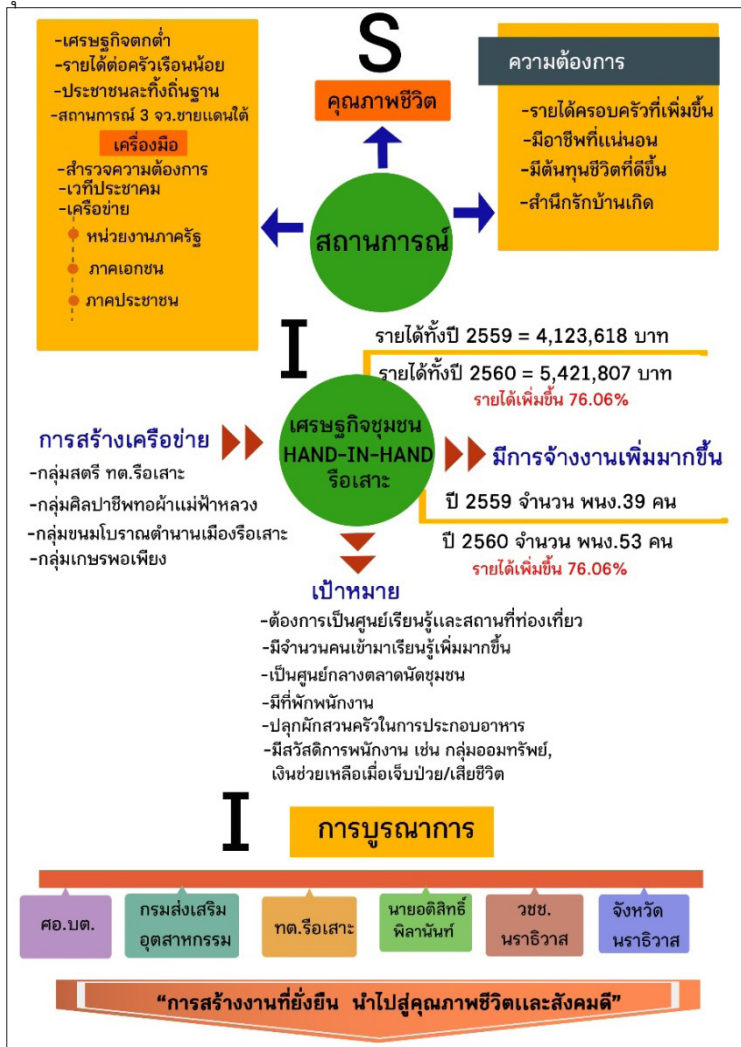 S
คุณภาพชีวิต
-เศรษฐกิจตกต่ำ
-รายได้ต่อครัวเรือนน้อย
-ประชาชนละทิ้งถิ่นฐาน
-สถานการณ์ 3 จว.ชายแดนใต้
เครื่องมือ
-สำรวจความต้องการ
-เวทีประชาคม
-เครือข่าย
หน่วยงานภาครัฐ
ภาคเอกชน
ภาคประชาชน
สถานการณ์
ความต้องการ
-รายได้ครอบครัวที่เพิ่มขึ้น
-มีอาชีพที่แน่นอน
-มีต้นทุนชีวิตที่ดีขึ้น
-สำนึกรักบ้านเกิด
I
รายได้ทั้งปี 2559 = 4,123,618 บาท
รายได้ทั้งปี 2560 = 5,421,807 บาท
รายได้เพิ่มขึ้น 76.06%
เศรษฐกิจชุมชน
HAND-IN-HAND
รือเสาะ
การสร้างเครือข่าย
-กลุ่มสตรี ทต.รือเสาะ
-กลุ่มศิลปาชีพทอผ้าแม่ฟ้าหลวง
-กลุ่มขนมโบราณตำนานเมืองรือเสาะ
-กลุ่มเกษรพอเพียง
มีการจ้างงานเพิ่มมากขึ้น
ปี 2559 จำนวน พนง.39 คน
ปี 2560 จำนวน พนง.53 คน
รายได้เพิ่มขึ้น 76.06%
เป้าหมาย
-ต้องการเป็นศูนย์เรียนรู้และสถานที่ท่องเที่ยว
-มีจำนวนคนเข้ามาเรียนรู้เพิ่มมากขึ้น
-เป็นศูนย์กลางตลาดนัดชุมชน
-มีที่พักพนักงาน
-ปลุกผักสวนครัวในการประกอบอาหาร
-มีสวัสดิการพนักงาน เช่น กลุ่มออมทรัพย์,
เงินช่วยเหลือเมื่อเจ็บป่วย/เสียชีวิต
I
การบูรณาการ
ศอ.บต.
กรมส่งเสริม
อุตสาหกรรม
ทต.รือเสาะ
นายอดิสิทธิ์
พิลานันท์
วชช.
นราธิวาส
จังหวัด
นราธิวาส
“การสร้างงานที่ยั่งยืน นำไปสู่คุณภาพชีวิตและสังคมดี”